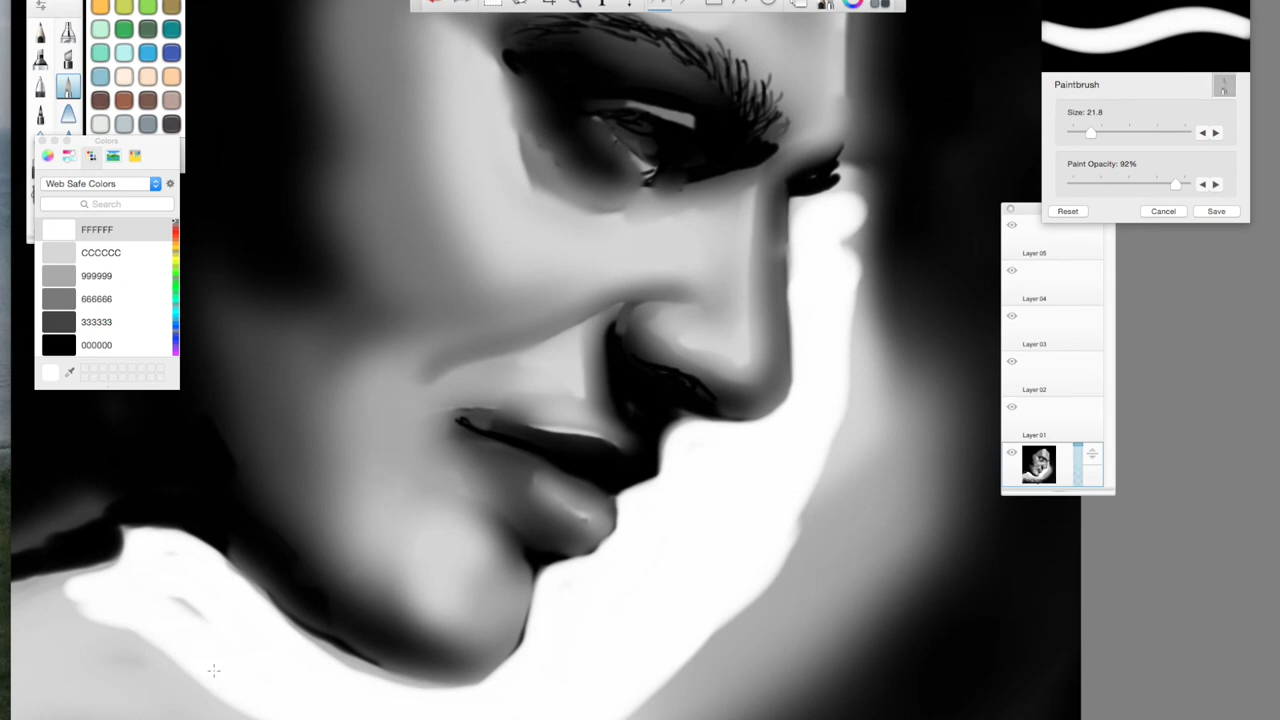 Colors
Web Safe Colors
Search
FFFFFF
CCCCCC
999999
666666
333333
000000
Paintbrush
Size: 21.8
Paint Opacity: 92%
Reset
Cancel
Save
Layer 05
Layer 04
Layer 03
Layer 02
Layer 01